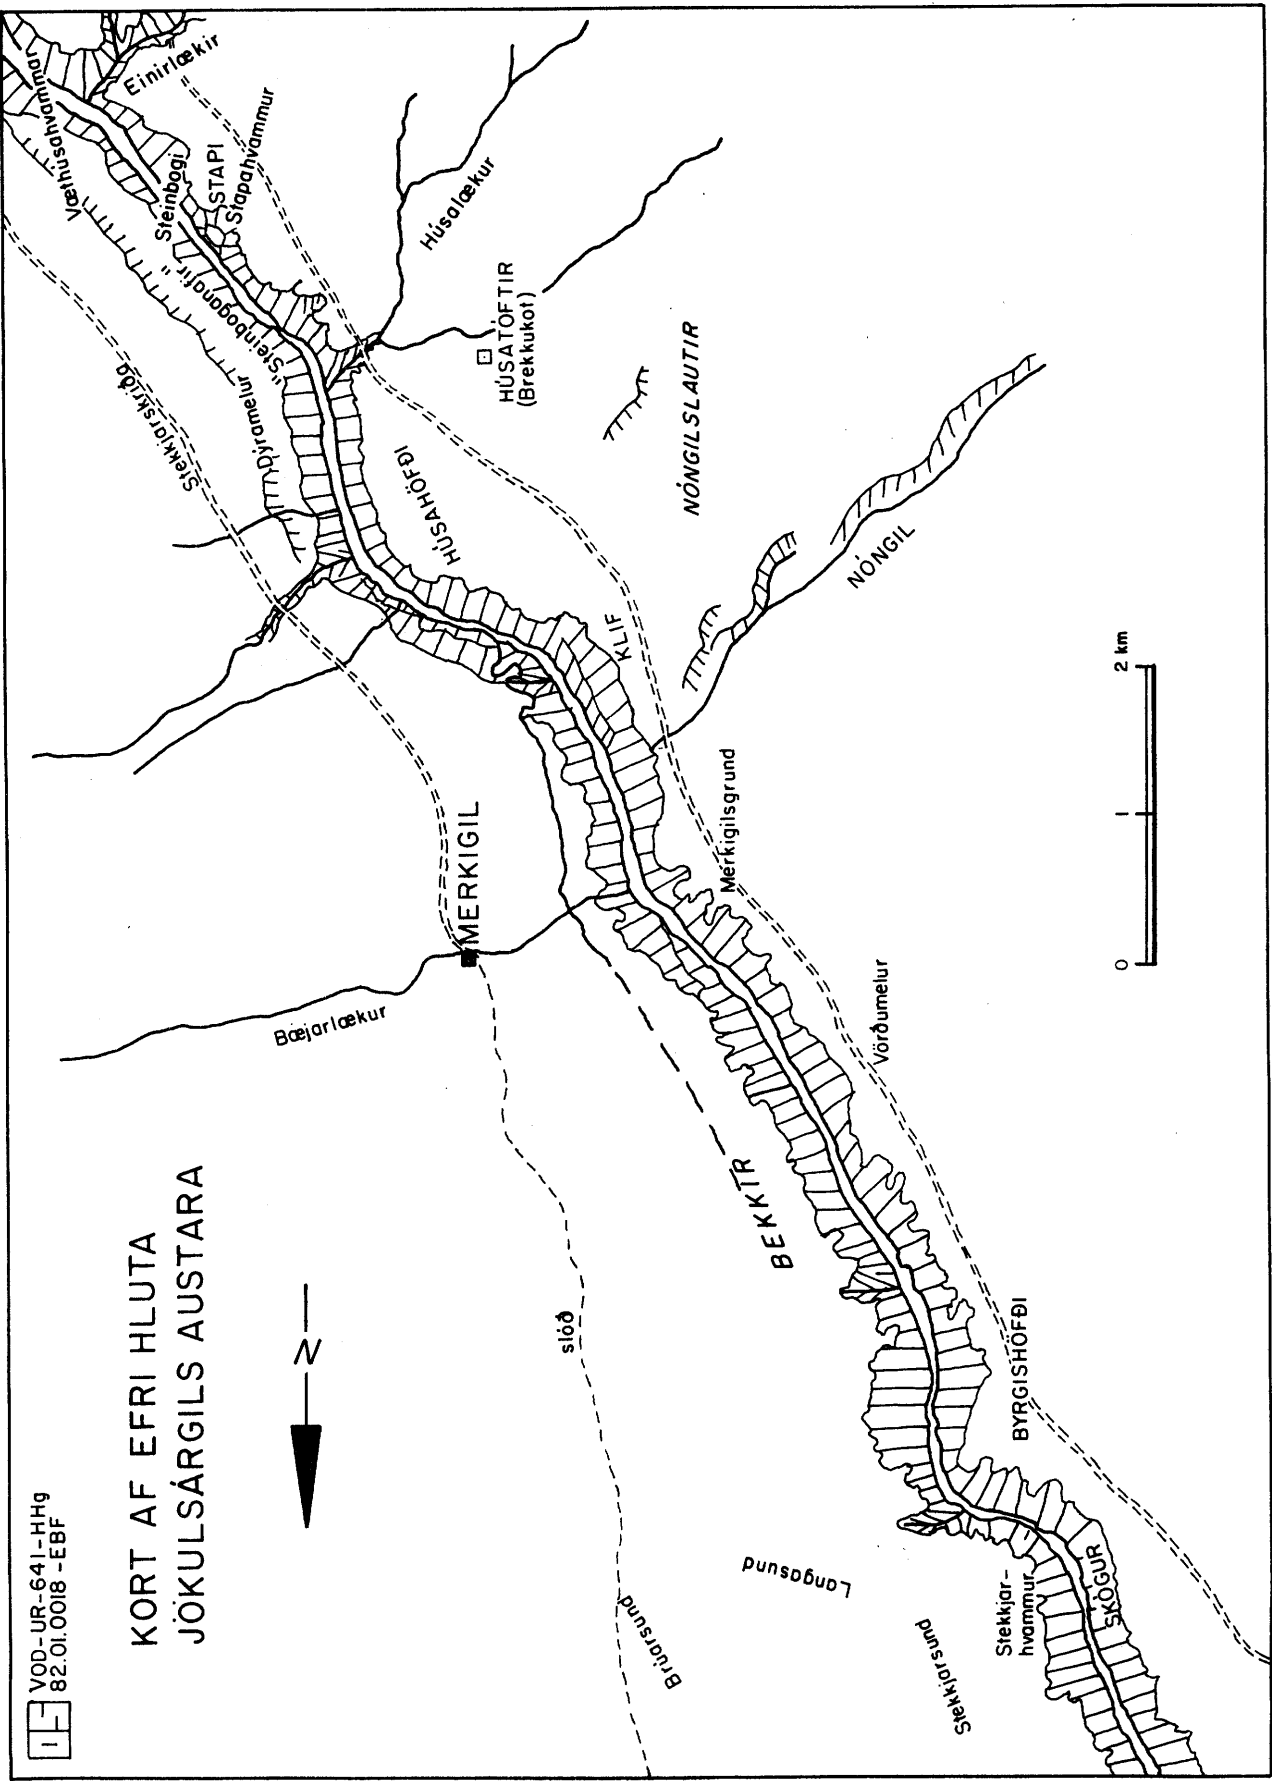 VOD-UR-641-HHg
82.01.0018-EBF
KORT AF EFRI HLUTA
JÖKULSÁRGILS AUSTARA
N
Brúarsund
slóð
Bæjarlækur
MERKIGIL
Stekkjarskriða
Dýramelur
"Steinboganafir"
Væthúsahvammar
Einirlækir
Steinbogi
STAPI
Stapahvammur
Húsalækur
HÚSATÓFTIR
(Brekkukot)
HÚSAHÖFÐI
NÓNGILSLAUTIR
NÓNGIL
KLIF
Merkigilsgrund
Vörðumelur
BEKKIR
BYRGISHÖFÐI
Langasund
Stekkjarsund
Stekkjar-
hvammur
SKÓGUR
0 1 2 km